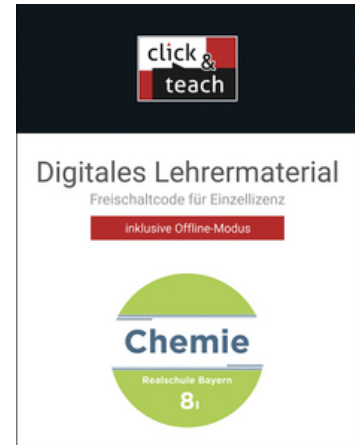 click &
teach
Digitales Lehrermaterial
Freischaltcode für Einzellizenz
inklusive Offline-Modus
Chemie
Realschule Bayern
8I